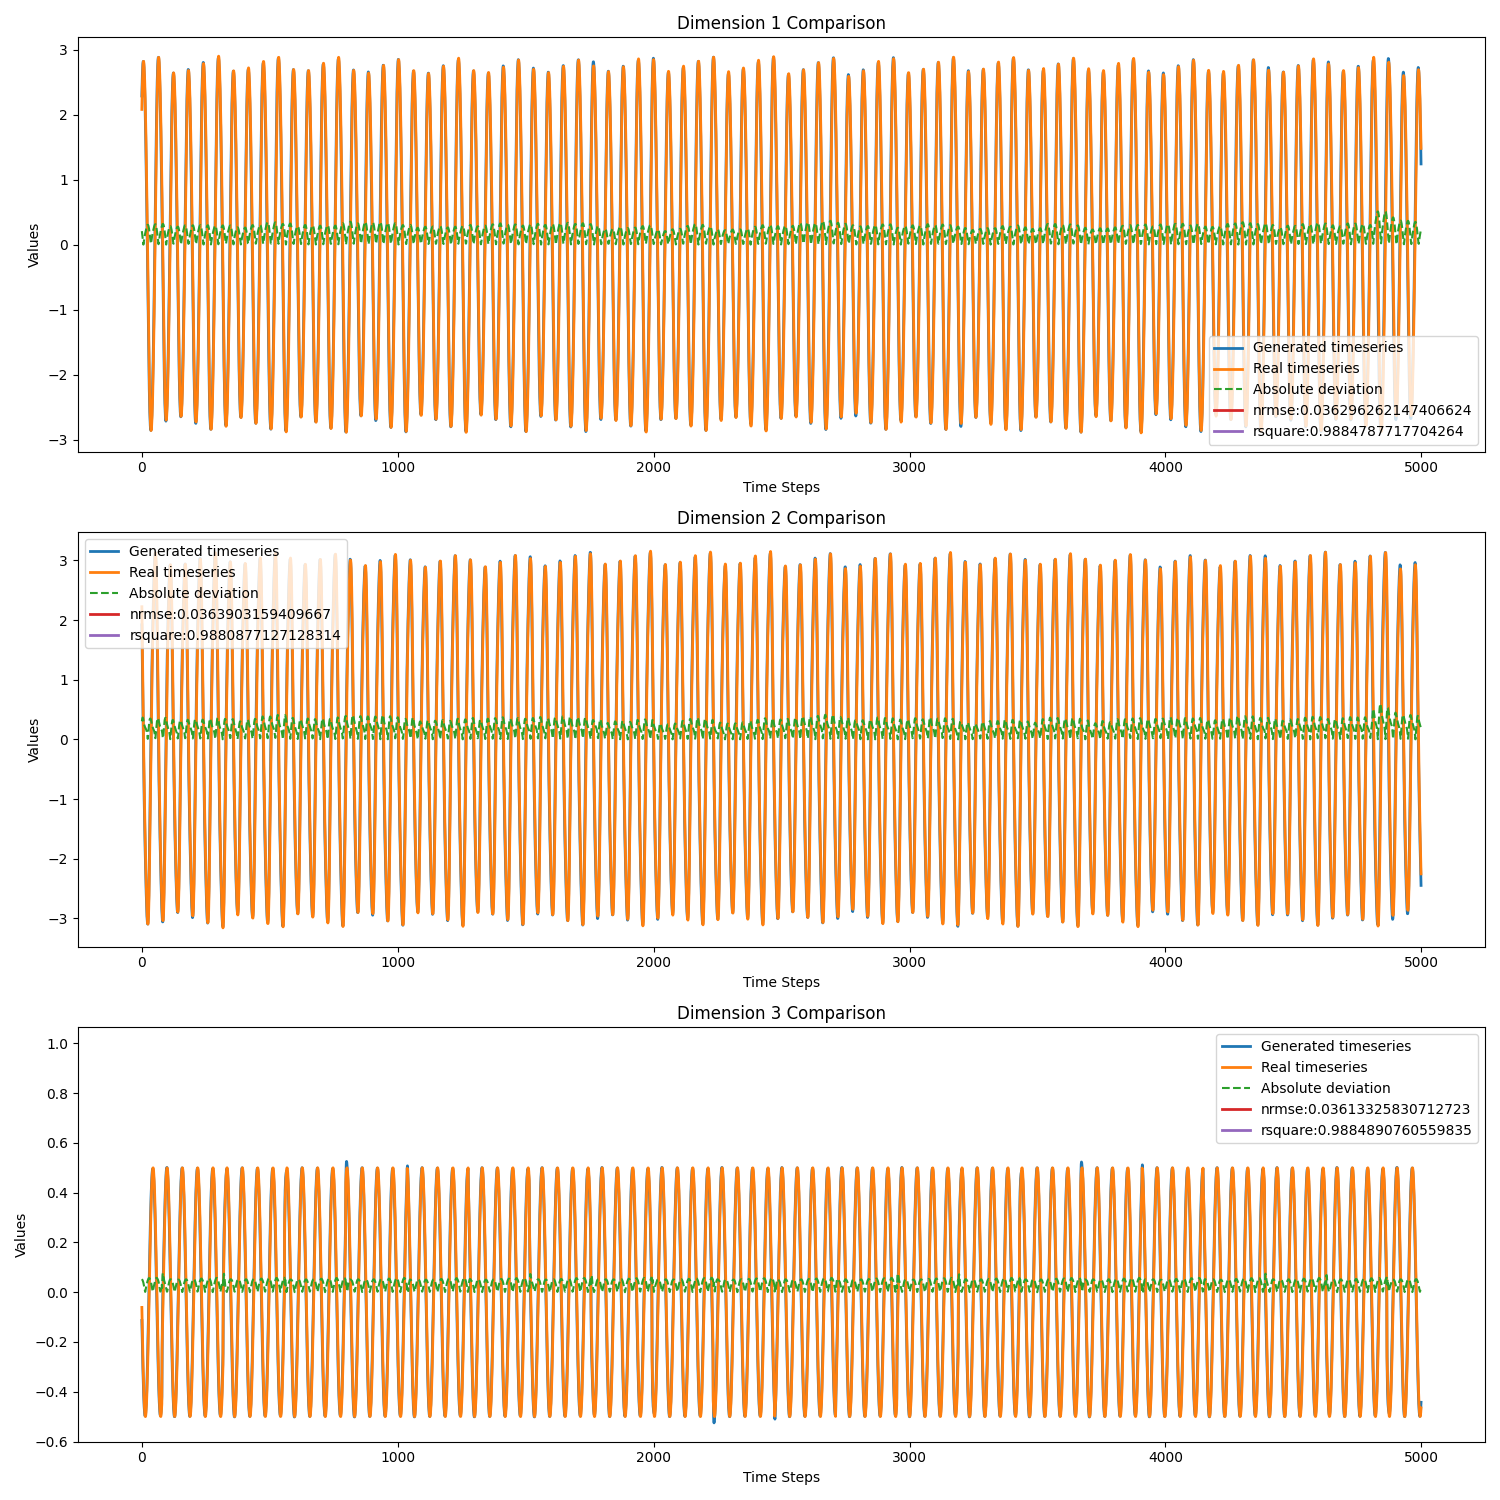 Dimension 1 Comparison
3
2
1
0
−1
−2
−3
Values
Generated timeseries
Real timeseries
Absolute deviation
nrmse:0.036296262147406624
rsquare:0.9884787717704264
0 1000 2000 3000 4000 5000
Time Steps
Dimension 2 Comparison
3
2
1
0
−1
−2
−3
Values
Generated timeseries
Real timeseries
Absolute deviation
nrmse:0.0363903159409667
rsquare:0.9880877127128314
0 1000 2000 3000 4000 5000
Time Steps
Dimension 3 Comparison
1.0
0.8
0.6
0.4
0.2
0.0
−0.2
−0.4
−0.6
Values
Generated timeseries
Real timeseries
Absolute deviation
nrmse:0.03613325830712723
rsquare:0.9884890760559835
0 1000 2000 3000 4000 5000
Time Steps